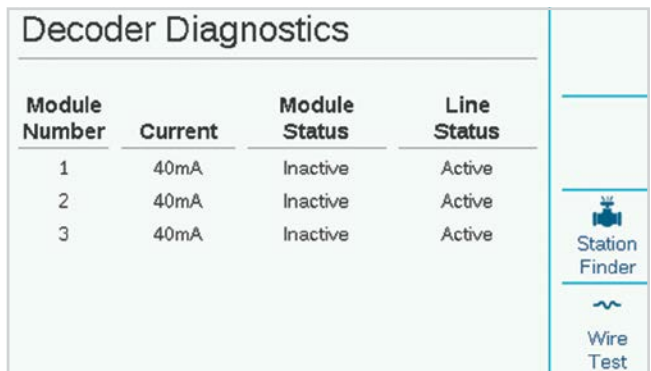 Decoder Diagnostics
Module Number Current Module Status Line Status
1 40mA Inactive Active
2 40mA Inactive Active
3 40mA Inactive Active
Station
Finder
Wire
Test